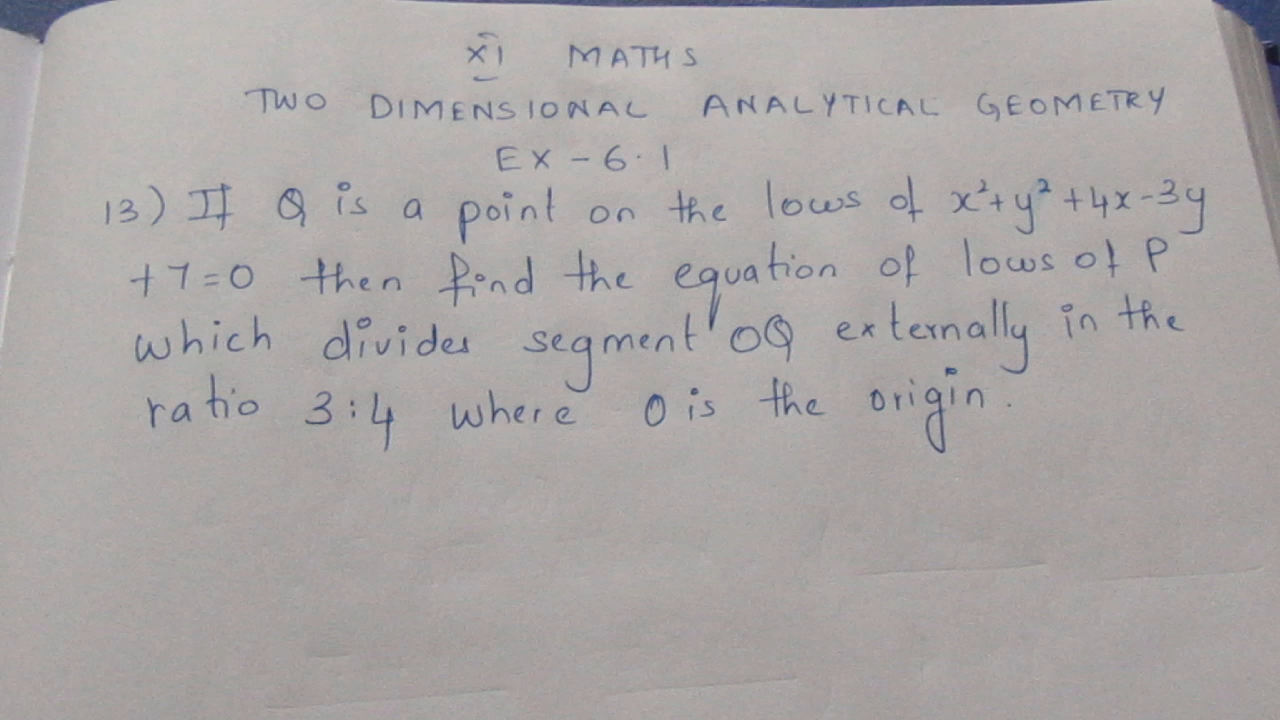 XI MATHS
TWO DIMENSIONAL ANALYTICAL GEOMETRY
EX - 6.1
13) If Q is a point on the locus of x²+y²+4x-3y
+7=0 then find the equation of locus of P
which divides segment OQ externally in the
ratio 3:4 where O is the origin.